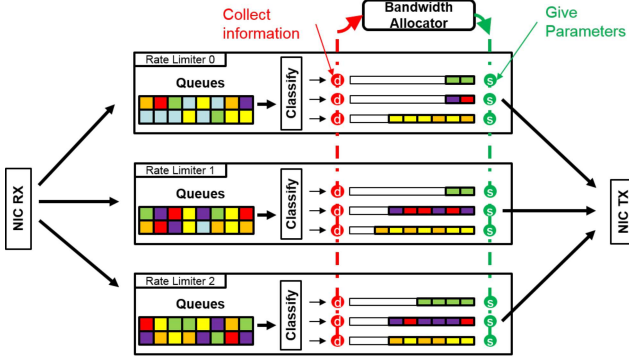 Collect
information
Bandwidth
Allocator
Give
Parameters
Rate Limiter 0
Queues
Classify
d
s
d
s
d
s
NIC RX
Rate Limiter 1
Queues
Classify
d
s
d
s
d
s
NIC TX
Rate Limiter 2
Queues
Classify
d
s
d
s
d
s